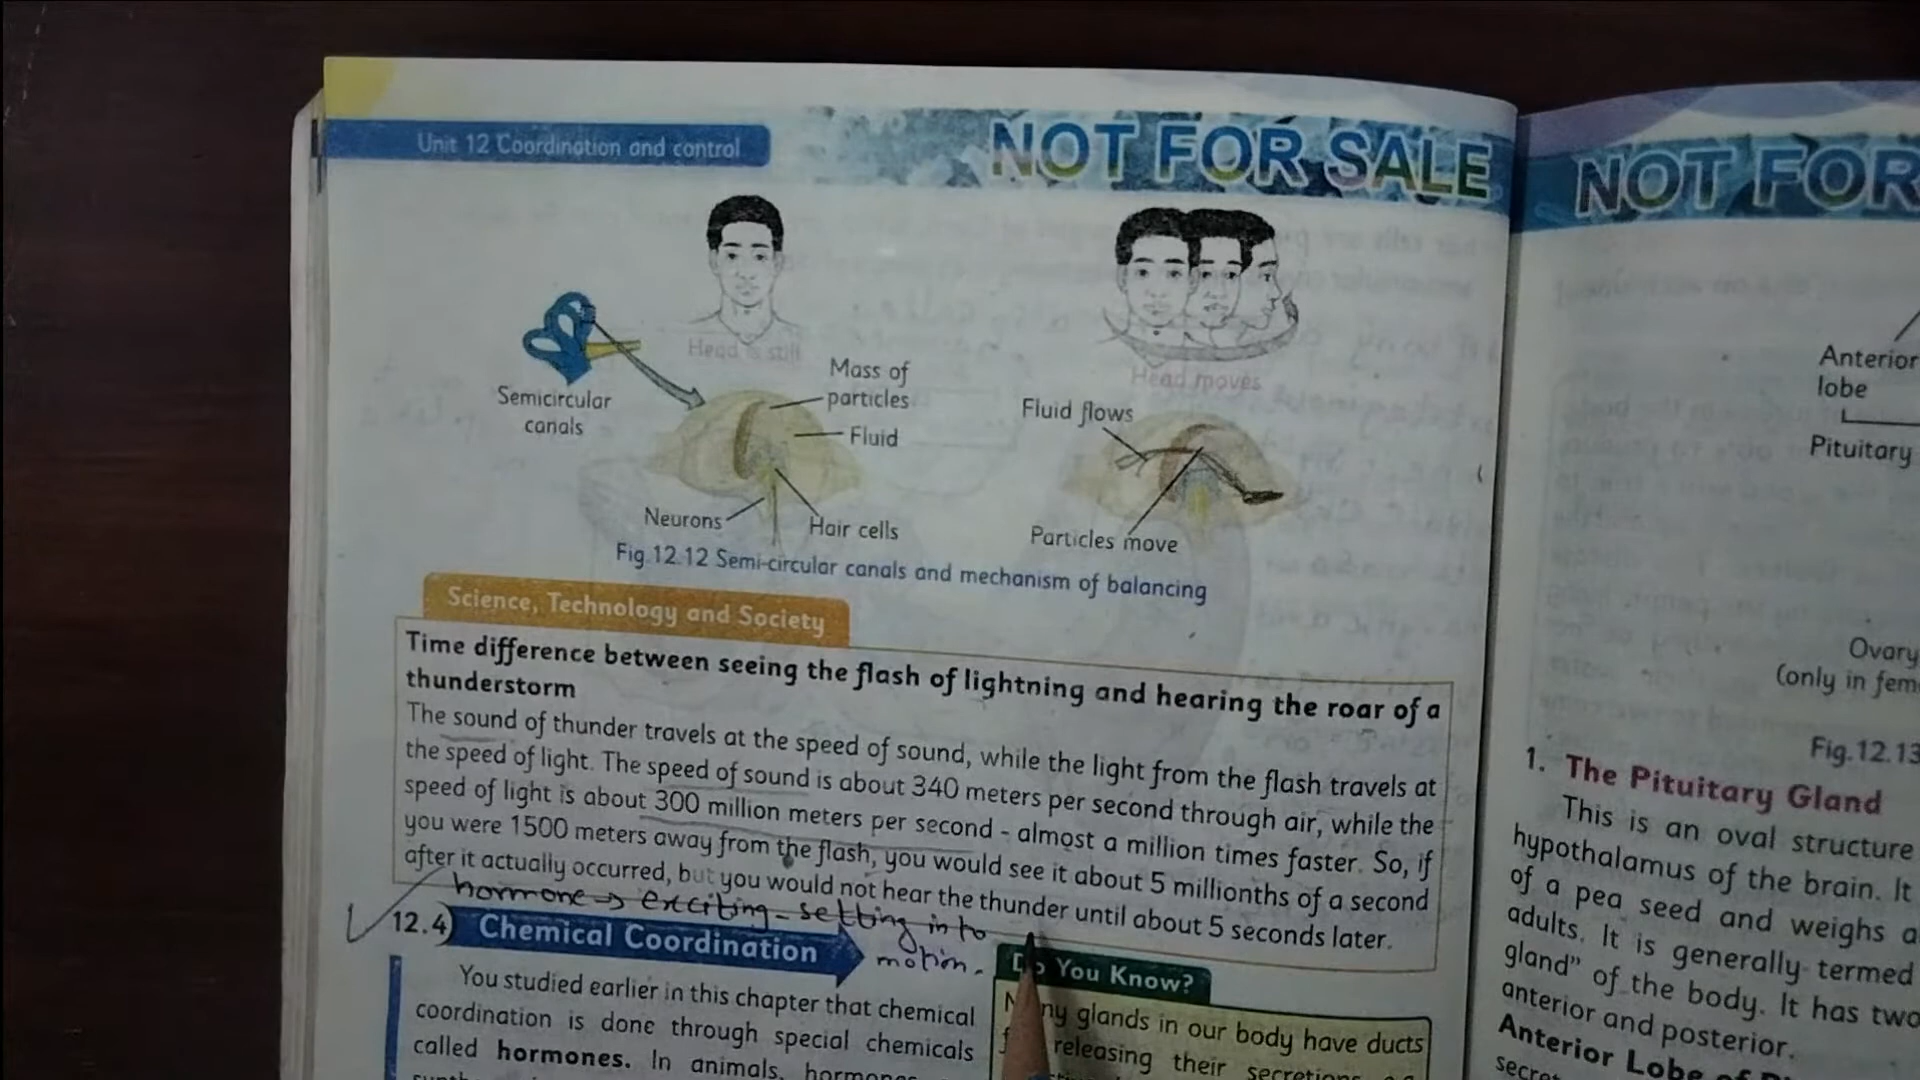 Unit 12 Coordination and control
NOT FOR SALE
Head is still
Head moves
Semicircular
canals
Mass of
particles
Fluid
Neurons
Hair cells
Fluid flows
Particles move
Fig.12.12 Semi-circular canals and mechanism of balancing
Science, Technology and Society
Time difference between seeing the flash of lightning and hearing the roar of a
thunderstorm
The sound of thunder travels at the speed of sound, while the light from the flash travels at
the speed of light. The speed of sound is about 340 meters per second through air, while the
speed of light is about 300 million meters per second - almost a million times faster. So, if
you were 1500 meters away from the flash, you would see it about 5 millionths of a second
after it actually occurred, but you would not hear the thunder until about 5 seconds later.
hormone → exciting - setting into
motion.
12.4 Chemical Coordination
You studied earlier in this chapter that chemical
coordination is done through special chemicals
called hormones. In animals, hormones
Do You Know?
Many glands in our body have ducts
releasing their secretions
NOT FOR
Anterior
lobe
Pituitary
Ovary
(only in fem
Fig.12.13
1. The Pituitary Gland
This is an oval structure
hypothalamus of the brain. It
of a pea seed and weighs a
adults. It is generally termed
gland” of the body. It has two
anterior and posterior.
Anterior Lobe of Pi
secret